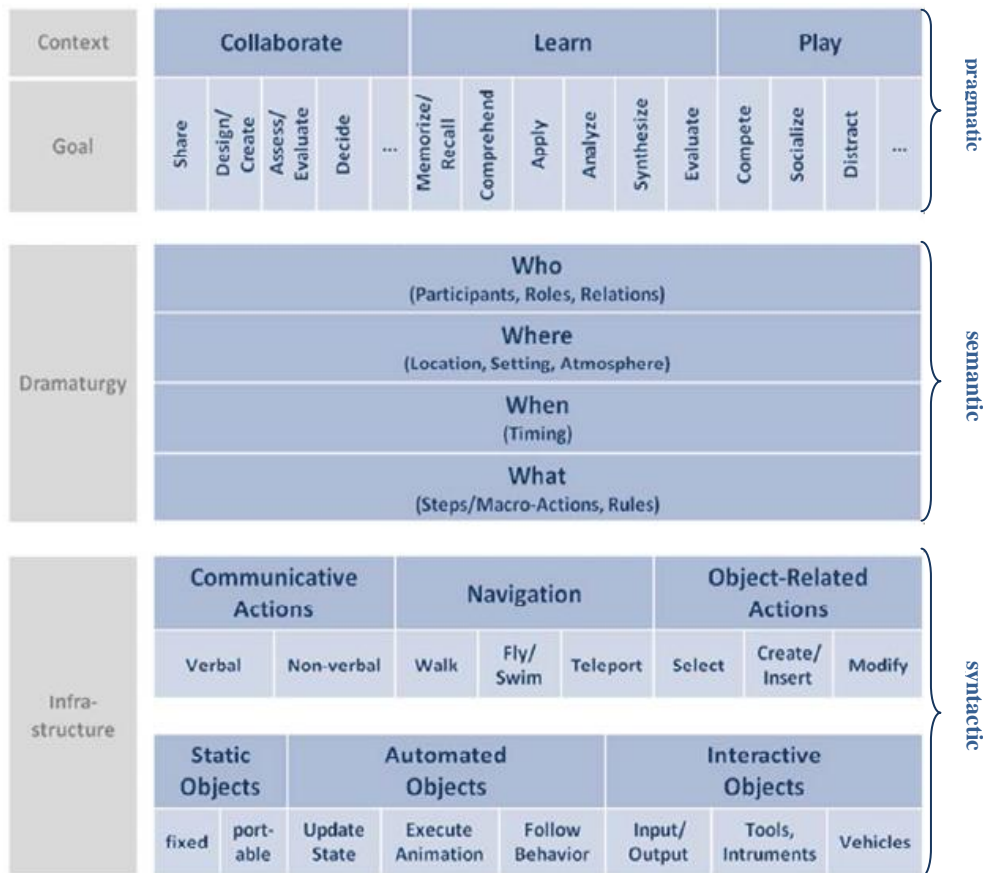 Context
Collaborate
Learn
Play
Goal
Share
Design/
Create
Assess/
Evaluate
Decide
...
Memorize/
Recall
Comprehend
Apply
Analyze
Synthesize
Evaluate
Compete
Socialize
Distract
...
pragmatic
Dramaturgy
Who
(Participants, Roles, Relations)
Where
(Location, Setting, Atmosphere)
When
(Timing)
What
(Steps/Macro-Actions, Rules)
semantic
Infra-
structure
Communicative
Actions
Navigation
Object-Related
Actions
Verbal
Non-verbal
Walk
Fly/
Swim
Teleport
Select
Create/
Insert
Modify
Static
Objects
Automated
Objects
Interactive
Objects
fixed
port-
able
Update
State
Execute
Animation
Follow
Behavior
Input/
Output
Tools,
Intruments
Vehicles
syntactic